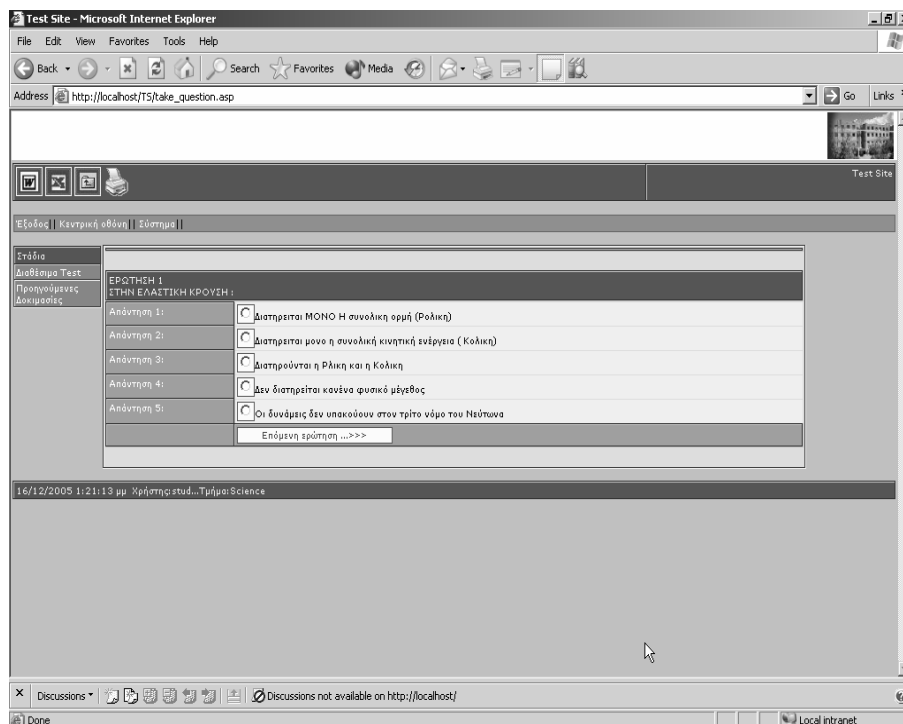 Test Site - Microsoft Internet Explorer
File Edit View Favorites Tools Help
Back Search Favorites Media
Address http://localhost/TS/take_question.asp Go Links
Test Site
Έξοδος|| Κεντρική οθόνη|| Σύστημα||
Στάδια
Διαθέσιμα Test
Προηγούμενες
Δοκιμασίες
ΕΡΩΤΗΣΗ 1
ΣΤΗΝ ΕΛΑΣΤΙΚΗ ΚΡΟΥΣΗ :
Απάντηση 1: Διατηρειται ΜΟΝΟ Η συνολικη ορμή (Ρολικη)
Απάντηση 2: Διατηρειται μονο η συνολική κινητική ενέργεια ( Κολικη)
Απάντηση 3: Διατηρούνται η Ρλικη και η Κολικη
Απάντηση 4: Δεν διατηρείται κανένα φυσικό μέγεθος
Απάντηση 5: Οι δυνάμεις δεν υπακούουν στον τρίτο νόμο του Νεύτωνα
Επόμενη ερώτηση ...>>>
16/12/2005 1:21:13 μμ Χρήστης:stud...Τμήμα:Science
Discussions Discussions not available on http://localhost/
Done Local intranet